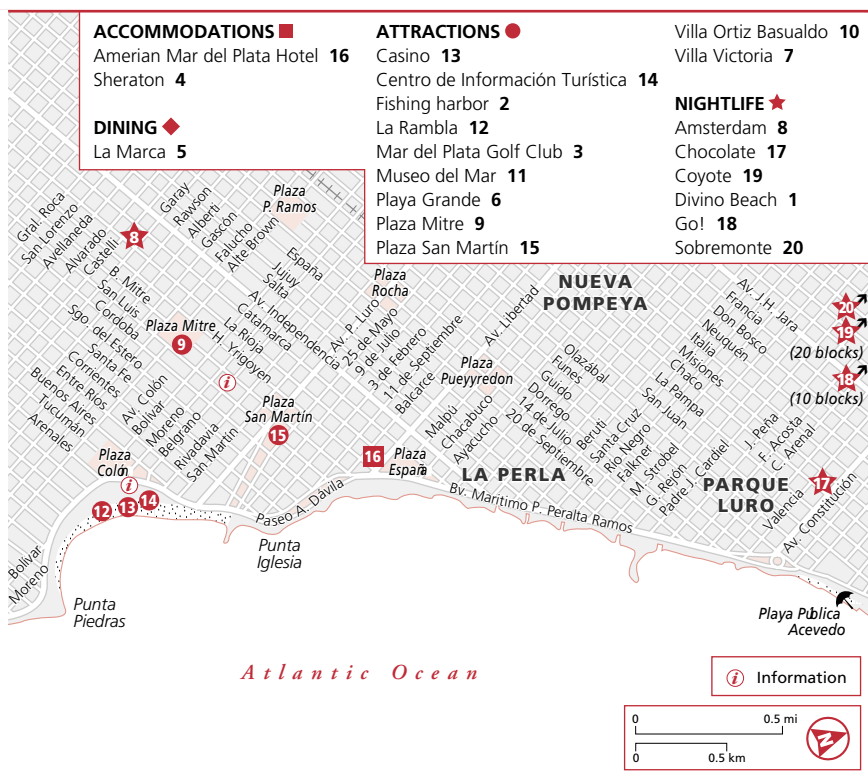 ACCOMMODATIONS
Amerian Mar del Plata Hotel 16
Sheraton 4
DINING
La Marca 5
ATTRACTIONS
Casino 13
Centro de Información Turística 14
Fishing harbor 2
La Rambla 12
Mar del Plata Golf Club 3
Museo del Mar 11
Playa Grande 6
Plaza Mitre 9
Plaza San Martín 15
Villa Ortiz Basualdo 10
Villa Victoria 7
NIGHTLIFE
Amsterdam 8
Chocolate 17
Coyote 19
Divino Beach 1
Go! 18
Sobremonte 20
Gral. Roca
San Lorenzo
Avellaneda
Alvarado
Castelli
8
B. Mitre
San Luis
Cordoba
Sgo. del Estero
Santa Fe
Corrientes
Entre Rios
Buenos Aires
Tucumán
Arenales
Garay
Rawson
Alberti
Gascón
Falucho
Alte Brown
Plaza
P. Ramos
España
Jujuy
Salta
Av. Independencia
Catamarca
La Rioja
H. Yrigoyen
Plaza Mitre
9
i
Av. Colón
Bolívar
Moreno
Belgrano
Rivadavia
San Martín
Plaza
San Martín
15
Plaza
Rocha
Av. P. Luro
25 de Mayo
9 de Julio
3 de Febrero
11 de Septiembre
Balcarce
Av. Libertad
Maipú
Chacabuco
Ayacucho
Plaza
Pueyyredon
NUEVA
POMPEYA
Olazábal
Funes
Guido
Dorrego
14 de Julio
20 de Septiembre
Beruti
Santa Cruz
Río Negro
Falkner
M. Strobel
G. Rejón
Padre J. Cardiel
Av. J.H. Jara
Francia
Don Bosco
Neuquén
Italia
Misiones
Chaco
La Pampa
San Juan
20
19
(20 blocks)
18
(10 blocks)
J. Peña
F. Acosta
C. Arenal
17
Valencia
Av. Constitución
PARQUE
LURO
LA PERLA
Plaza
Colón
i
12
13
14
16
Plaza
España
Paseo A. Dávila
Bv. Marítimo P. Peralta Ramos
Punta
Iglesia
Bolívar
Moreno
Punta
Piedras
Playa Pública
Acevedo
Atlantic Ocean
i Information
0 0.5 mi
0 0.5 km
N